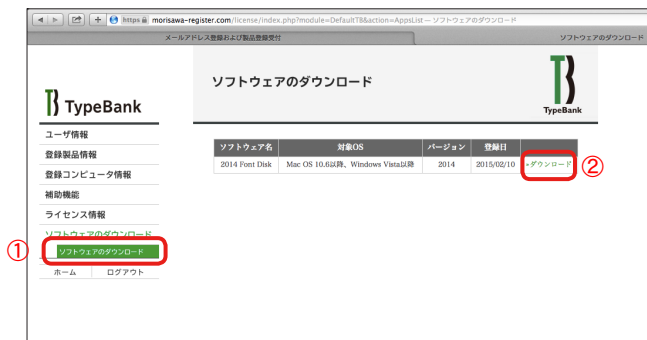 https morisawa-register.com/license/index.php?module=DefaultTB&action=AppsList — ソフトウェアのダウンロード
メールアドレス登録および製品登録受付
ソフトウェアのダウンロード
TypeBank
ソフトウェアのダウンロード
TypeBank
ユーザ情報
登録製品情報
登録コンピュータ情報
補助機能
ライセンス情報
ソフトウェアのダウンロード
① ソフトウェアのダウンロード
ホーム ログアウト
ソフトウェア名 対象OS バージョン 登録日
2014 Font Disk Mac OS 10.6以降、Windows Vista以降 2014 2015/02/10 ダウンロード ②